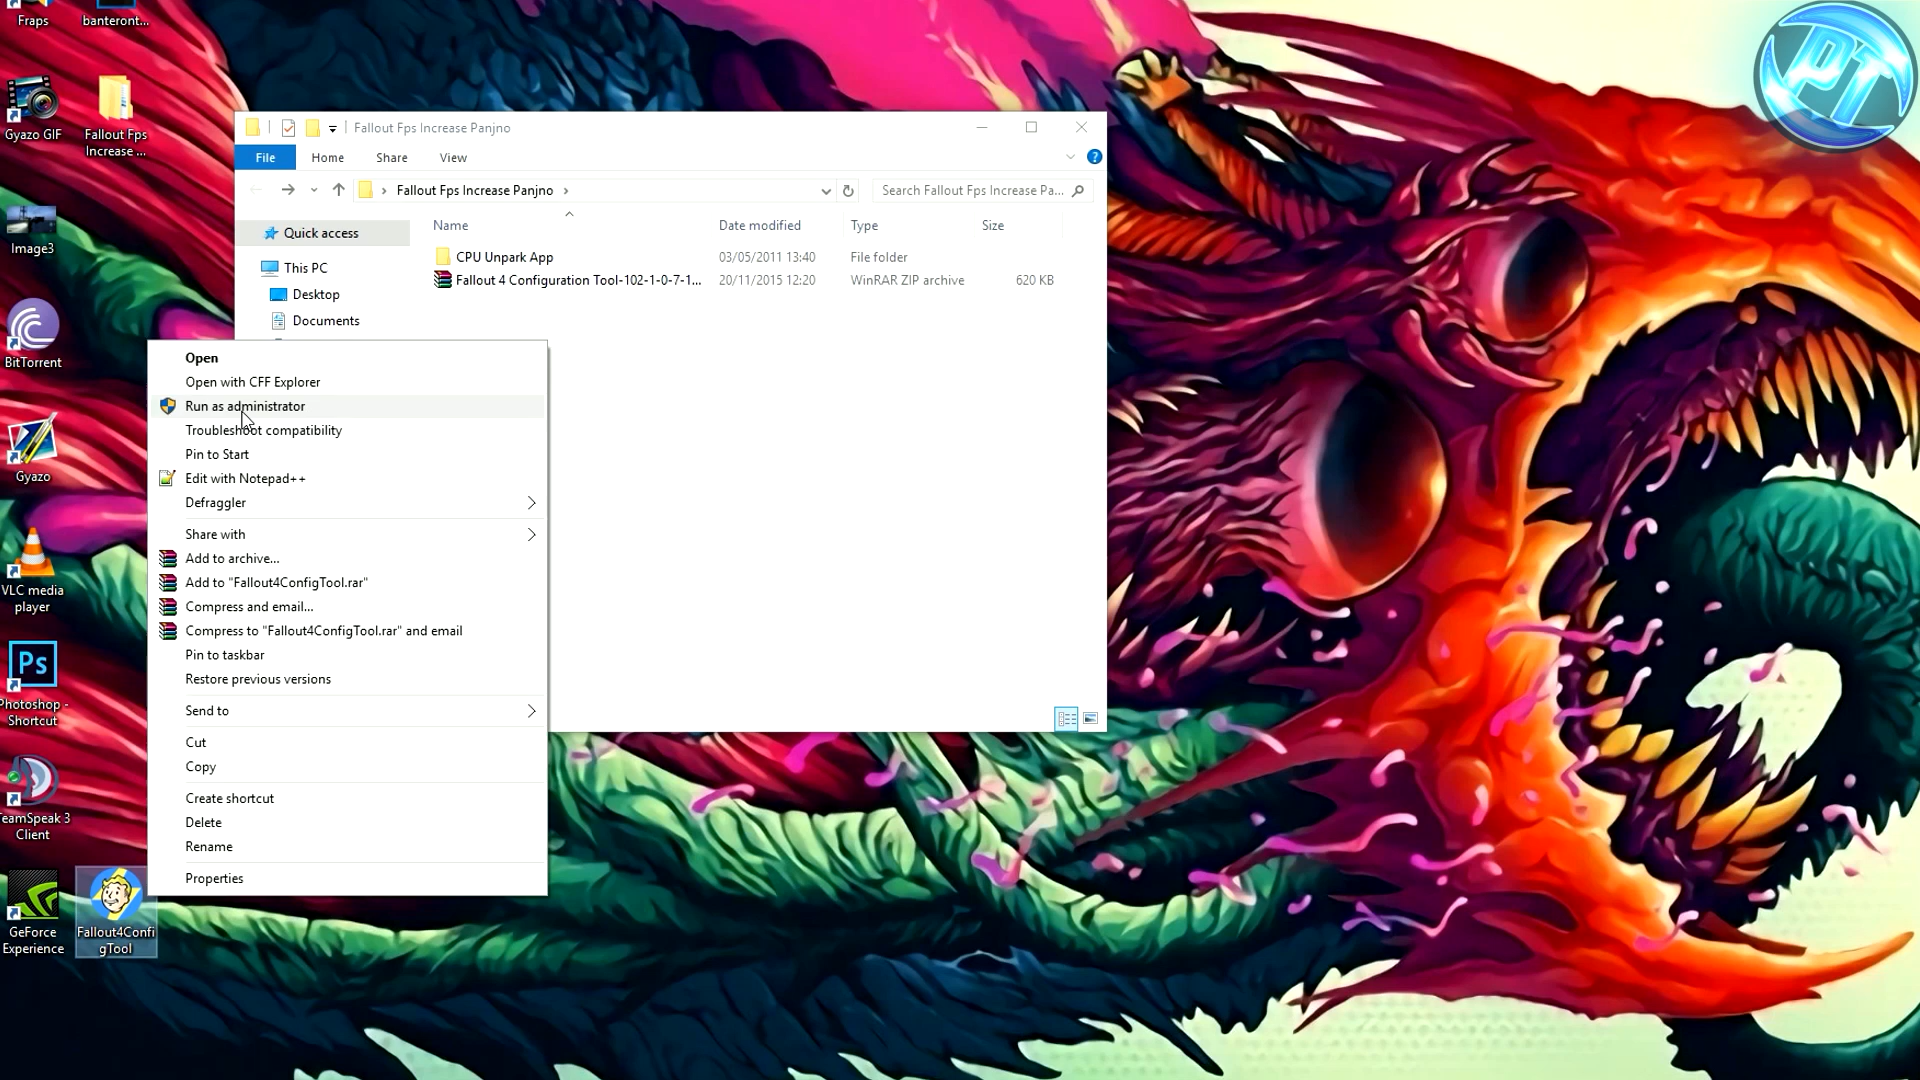 Fraps
banteront...
Gyazo GIF
Fallout Fps
Increase ...
Image3
BitTorrent
Gyazo
VLC media
player
Ps
Photoshop -
Shortcut
TeamSpeak 3
Client
GeForce
Experience
Fallout4Confi
gTool
Fallout Fps Increase Panjno
File Home Share View
Fallout Fps Increase Panjno
Search Fallout Fps Increase Pa...
Name Date modified Type Size
Quick access
This PC
Desktop
Documents
CPU Unpark App 03/05/2011 13:40 File folder
Fallout 4 Configuration Tool-102-1-0-7-1... 20/11/2015 12:20 WinRAR ZIP archive 620 KB
Open
Open with CFF Explorer
Run as administrator
Troubleshoot compatibility
Pin to Start
Edit with Notepad++
Defraggler
Share with
Add to archive...
Add to "Fallout4ConfigTool.rar"
Compress and email...
Compress to "Fallout4ConfigTool.rar" and email
Pin to taskbar
Restore previous versions
Send to
Cut
Copy
Create shortcut
Delete
Rename
Properties
PT